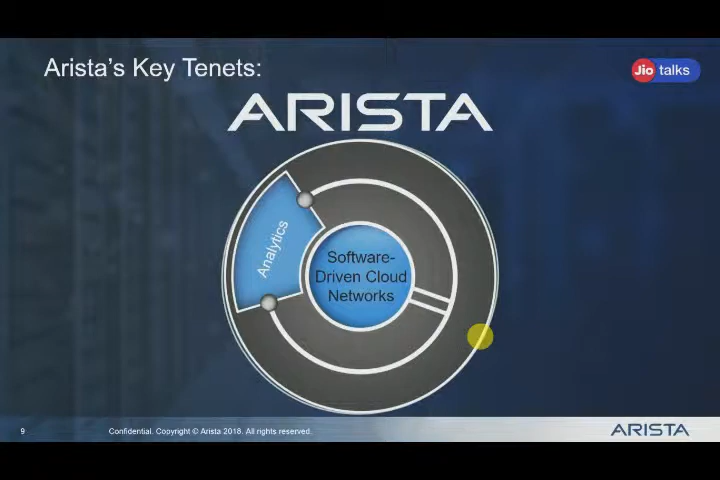 Arista's Key Tenets:
Jio talks
ARISTA
Analytics
Software-
Driven Cloud
Networks
9
Confidential. Copyright © Arista 2018. All rights reserved.
ARISTA